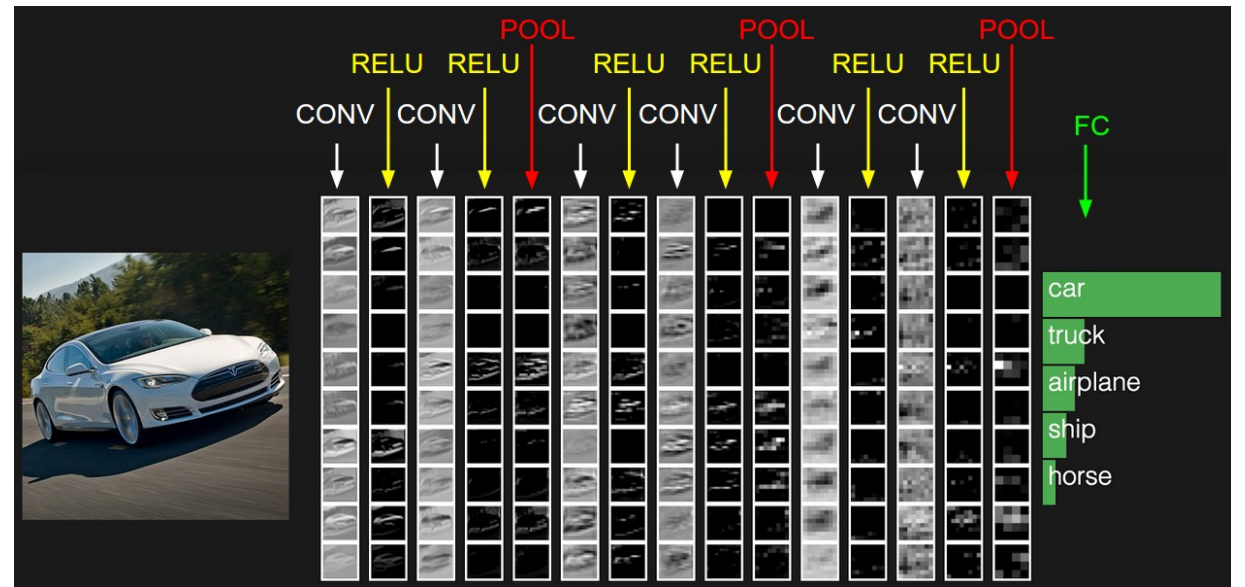 POOL POOL POOL
RELU RELU RELU RELU RELU RELU
CONV CONV CONV CONV CONV CONV
FC
car
truck
airplane
ship
horse